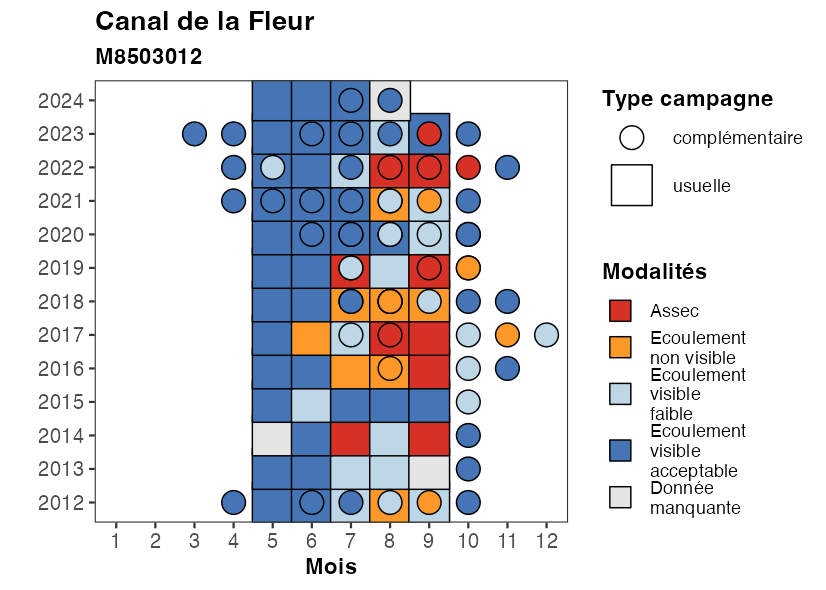 Canal de la Fleur
M8503012
2024
2023
2022
2021
2020
2019
2018
2017
2016
2015
2014
2013
2012
1 2 3 4 5 6 7 8 9 10 11 12
Mois
Type campagne
complémentaire
usuelle
Modalités
Assec
Ecoulement
non visible
Ecoulement
visible
faible
Ecoulement
visible
acceptable
Donnée
manquante